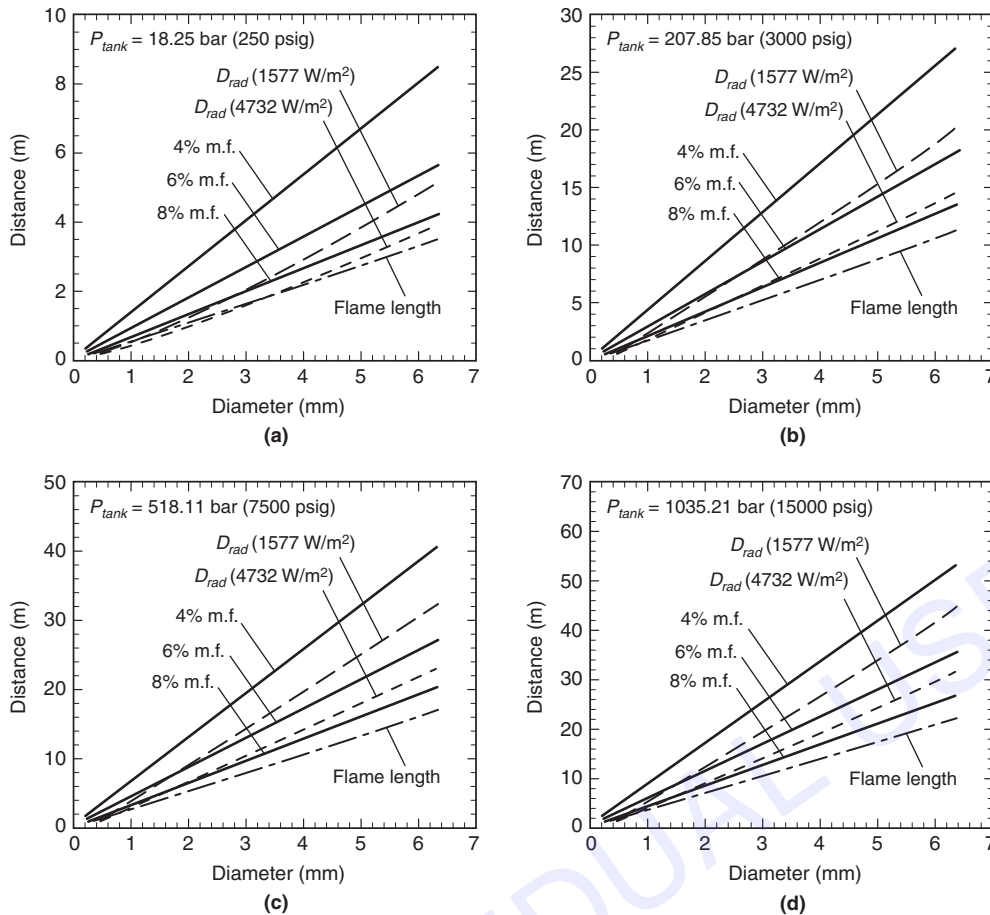 10
8
6
4
2
0
Distance (m)
P_tank = 18.25 bar (250 psig)
D_rad (1577 W/m²)
D_rad (4732 W/m²)
4% m.f.
6% m.f.
8% m.f.
Flame length
0 1 2 3 4 5 6 7
Diameter (mm)
(a)
30
25
20
15
10
5
0
Distance (m)
P_tank = 207.85 bar (3000 psig)
D_rad (1577 W/m²)
D_rad (4732 W/m²)
4% m.f.
6% m.f.
8% m.f.
Flame length
0 1 2 3 4 5 6 7
Diameter (mm)
(b)
50
40
30
20
10
0
Distance (m)
P_tank = 518.11 bar (7500 psig)
D_rad (1577 W/m²)
D_rad (4732 W/m²)
4% m.f.
6% m.f.
8% m.f.
Flame length
0 1 2 3 4 5 6 7
Diameter (mm)
(c)
70
60
50
40
30
20
10
0
Distance (m)
P_tank = 1035.21 bar (15000 psig)
D_rad (1577 W/m²)
D_rad (4732 W/m²)
4% m.f.
6% m.f.
8% m.f.
Flame length
0 1 2 3 4 5 6 7
Diameter (mm)
(d)